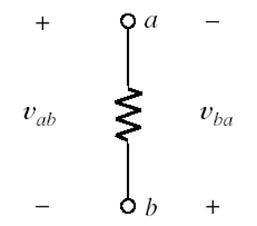 + a −
v_ab v_ba
− b +